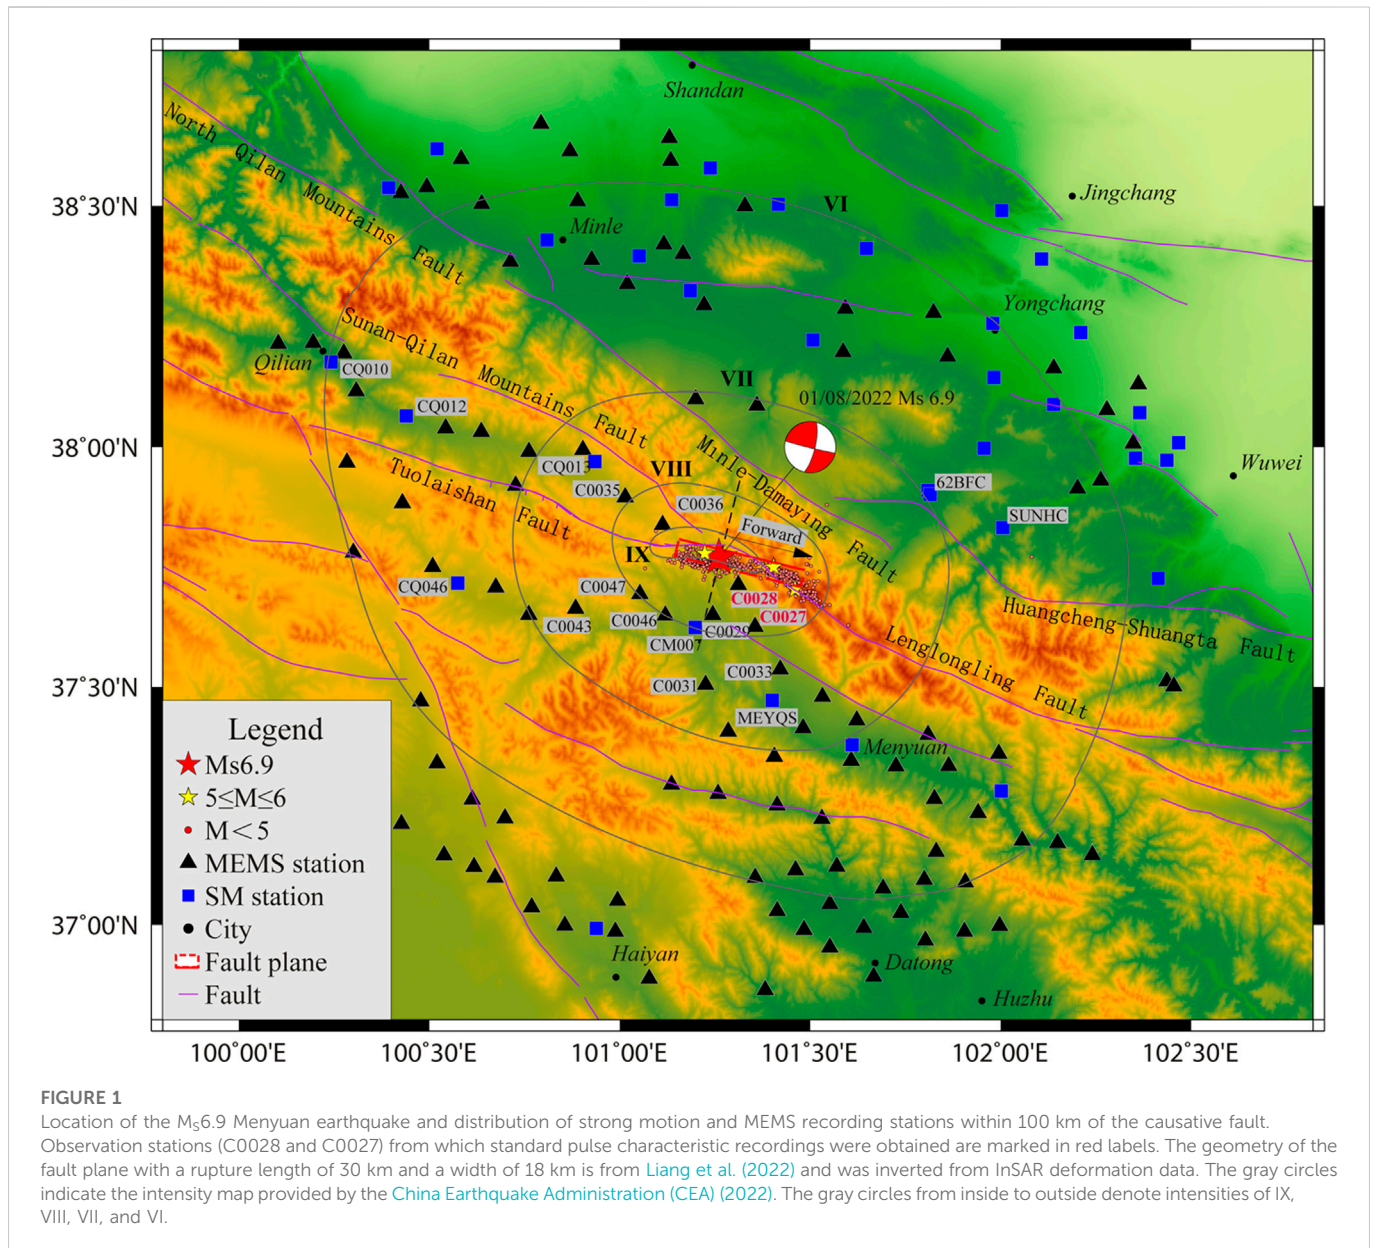 Shandan
North Qilan Mountains Fault
Jingchang
38°30'N
VI
Minle
Yongchang
Sunan-Qilan Mountains Fault
Qilian
CQ010
VII
01/08/2022 Ms 6.9
CQ012
38°00'N
Minle-Damaying Fault
Wuwei
CQ013
VIII
Tuolaishan Fault
C0035
62BFC
C0036
SUNHC
Forward
IX
CQ046
C0047
C0028
C0027
Huangcheng-Shuangta Fault
C0043
C0046
C0029
CM007
Lenglongling Fault
C0033
C0031
37°30'N
MEYQS
Menyuan
Legend
Ms6.9
5≤M≤6
M<5
MEMS station
SM station
City
Fault plane
Fault
37°00'N
Haiyan
Datong
Huzhu
100°00'E 100°30'E 101°00'E 101°30'E 102°00'E 102°30'E
FIGURE 1
Location of the MS6.9 Menyuan earthquake and distribution of strong motion and MEMS recording stations within 100 km of the causative fault.
Observation stations (C0028 and C0027) from which standard pulse characteristic recordings were obtained are marked in red labels. The geometry of the
fault plane with a rupture length of 30 km and a width of 18 km is from Liang et al. (2022) and was inverted from InSAR deformation data. The gray circles
indicate the intensity map provided by the China Earthquake Administration (CEA) (2022). The gray circles from inside to outside denote intensities of IX,
VIII, VII, and VI.